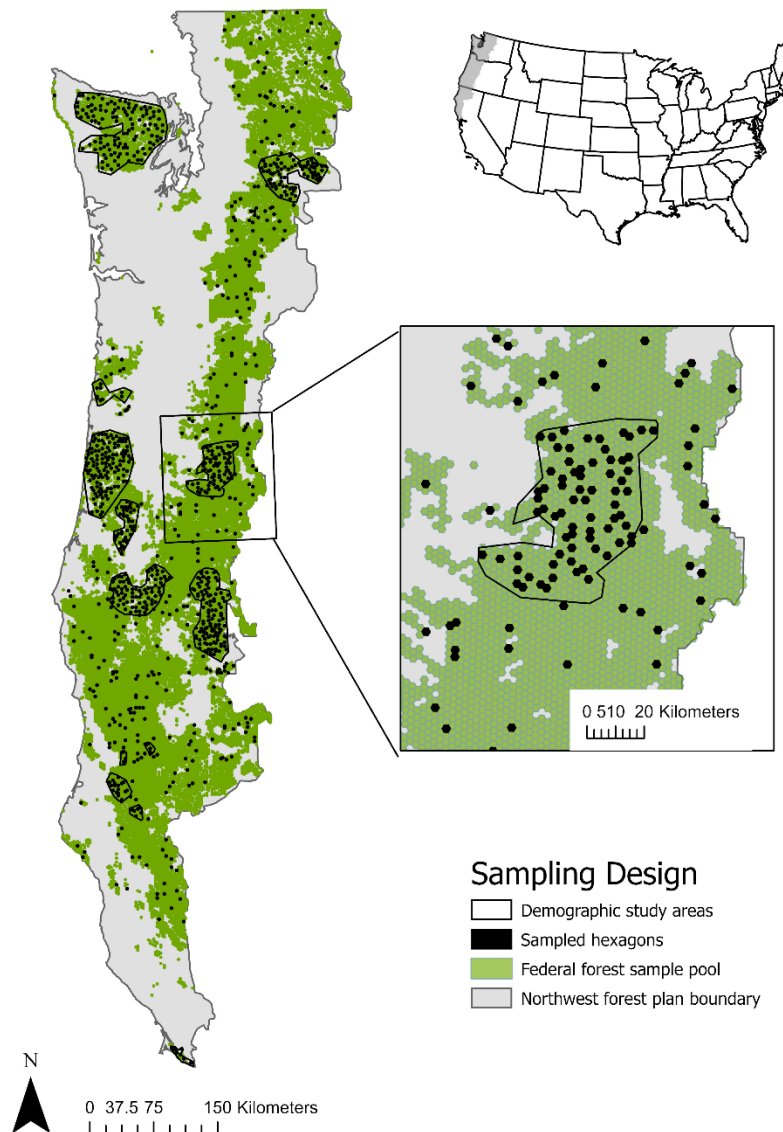 0 510 20 Kilometers
Sampling Design
Demographic study areas
Sampled hexagons
Federal forest sample pool
Northwest forest plan boundary
N
0 37.5 75 150 Kilometers